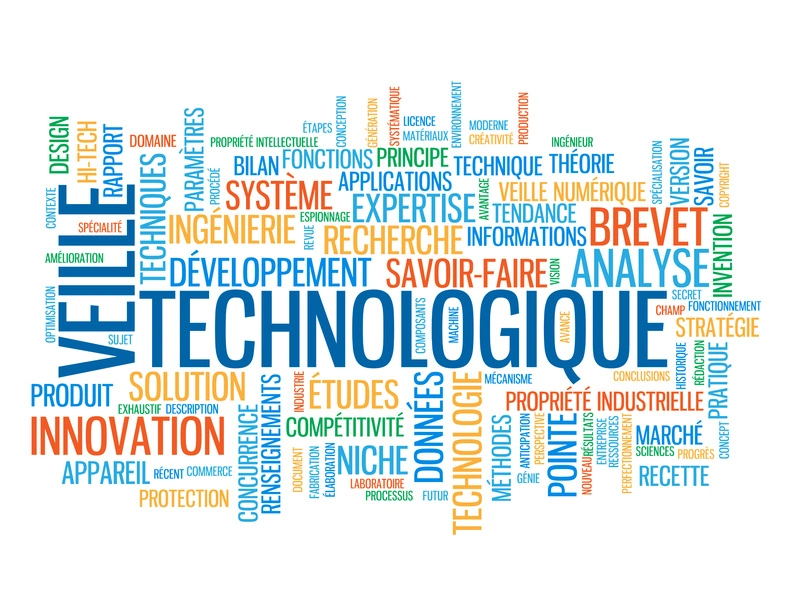 DESIGN
HI-TECH
RAPPORT
DOMAINE
PARAMÈTRES
PROPRIÉTÉ INTELLECTUELLE
ÉTAPES
CONCEPTION
GÉNÉRATION
SYSTÉMATIQUE
LICENCE
MATÉRIAUX
ENVIRONNEMENT
MODERNE
CRÉATIVITÉ
PRODUCTION
INGÉNIEUR
TECHNIQUES
PROCÉDÉ
BILAN
FONCTIONS
PRINCIPE
TECHNIQUE
THÉORIE
SPÉCIALISATION
VERSION
SAVOIR
COPYRIGHT
CONTEXTE
VEILLE
SPÉCIALITÉ
SYSTÈME
APPLICATIONS
AVANTAGE
VEILLE NUMÉRIQUE
INGÉNIERIE
ESPIONNAGE
EXPERTISE
TENDANCE
BREVET
REVUE
RECHERCHE
INFORMATIONS
INVENTION
AMÉLIORATION
DÉVELOPPEMENT
SAVOIR-FAIRE
VISION
ANALYSE
OPTIMISATION
SUJET
TECHNOLOGIQUE
COMPOSANTS
MACHINE
AVANCE
SECRET
CHAMP
FONCTIONNEMENT
STRATÉGIE
PRODUIT
SOLUTION
INDUSTRIE
ÉTUDES
MÉCANISME
CONCLUSIONS
HISTORIQUE
RÉDACTION
PRATIQUE
EXHAUSTIF
DESCRIPTION
CONCURRENCE
RENSEIGNEMENTS
DONNÉES
TECHNOLOGIE
PROPRIÉTÉ INDUSTRIELLE
INNOVATION
COMPÉTITIVITÉ
MÉTHODES
ANTICIPATION
PERSPECTIVE
POINTE
NOUVEAU
RÉSULTATS
ENTREPRISE
RESSOURCES
PERFECTIONNEMENT
MARCHÉ
SCIENCES
PROGRÈS
CONCEPT
APPAREIL
RÉCENT
COMMERCE
DOCUMENT
FABRICATION
ÉLABORATION
NICHE
GÉNIE
RECETTE
PROTECTION
LABORATOIRE
PROCESSUS
FUTUR